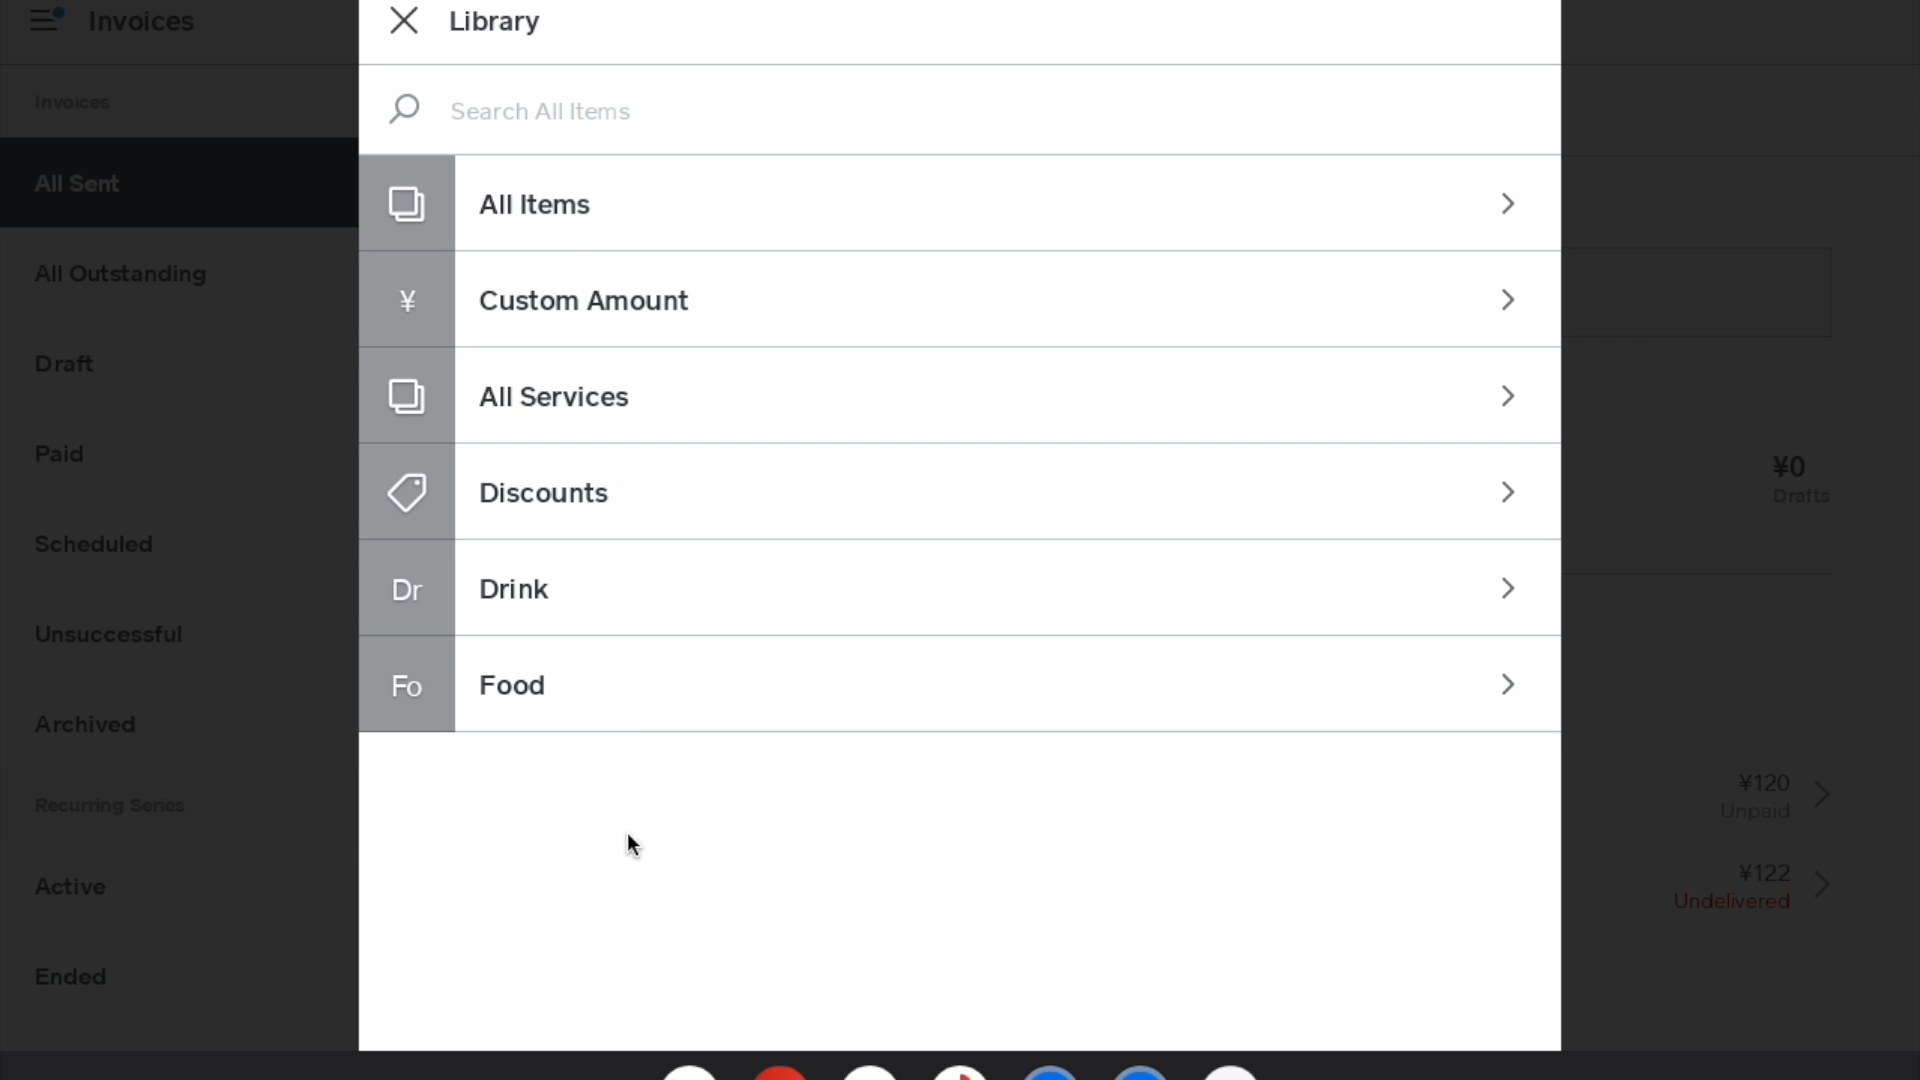 Invoices
Library
Invoices
Search All Items
All Sent
All Items
All Outstanding
¥
Custom Amount
Draft
All Services
Paid
¥0
Drafts
Discounts
Scheduled
Dr
Drink
Unsuccessful
Fo
Food
Archived
¥120
Unpaid
Recurring Series
Active
¥122
Undelivered
Ended